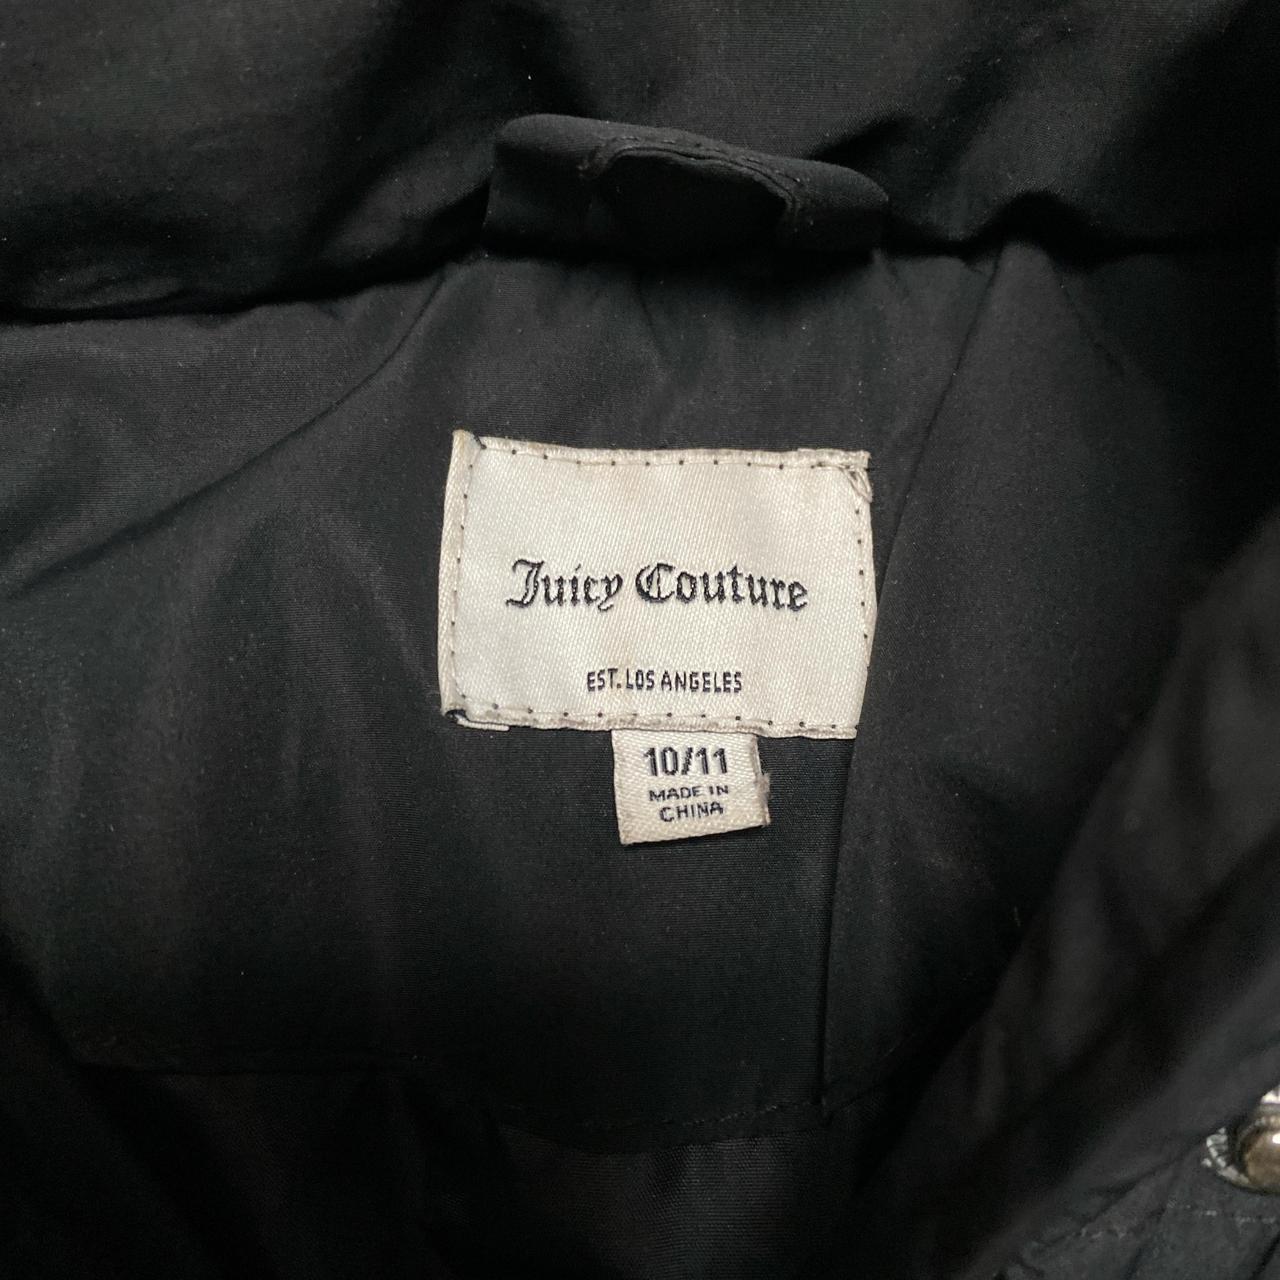 Juicy Couture
EST. LOS ANGELES
10/11
MADE IN
CHINA